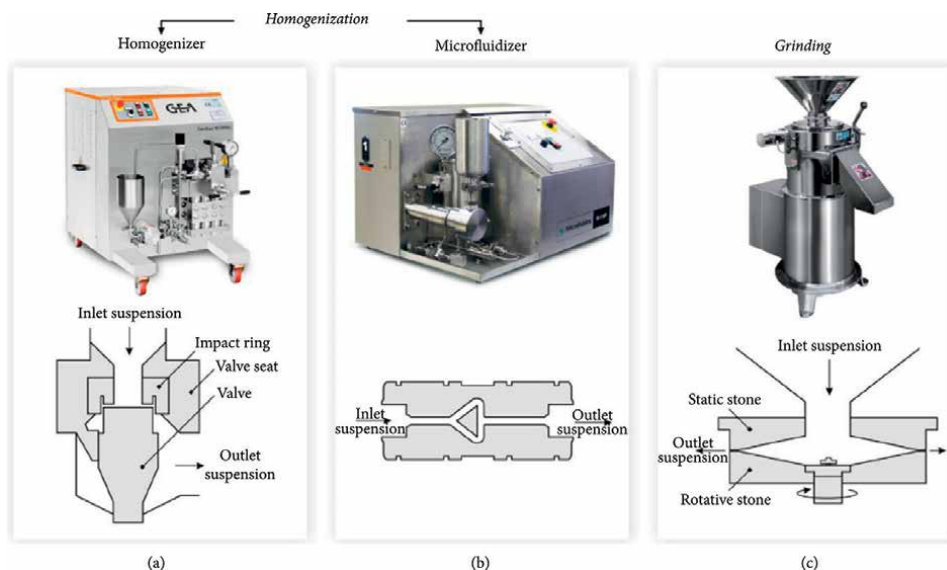 Homogenization
Homogenizer
Microfluidizer
Grinding
GEA
Inlet suspension
Impact ring
Valve seat
Valve
Outlet
suspension
Inlet
suspension
Outlet
suspension
Inlet suspension
Static stone
Outlet
suspension
Rotative stone
(a)
(b)
(c)